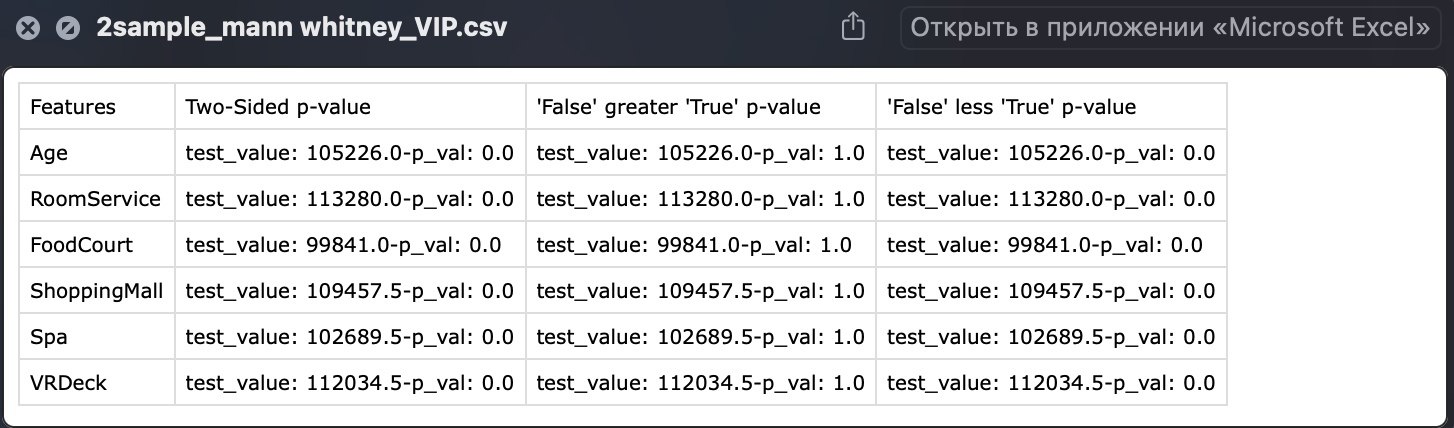 2sample_mann whitney_VIP.csv Открыть в приложении «Microsoft Excel»
Features Two-Sided p-value 'False' greater 'True' p-value 'False' less 'True' p-value
Age test_value: 105226.0-p_val: 0.0 test_value: 105226.0-p_val: 1.0 test_value: 105226.0-p_val: 0.0
RoomService test_value: 113280.0-p_val: 0.0 test_value: 113280.0-p_val: 1.0 test_value: 113280.0-p_val: 0.0
FoodCourt test_value: 99841.0-p_val: 0.0 test_value: 99841.0-p_val: 1.0 test_value: 99841.0-p_val: 0.0
ShoppingMall test_value: 109457.5-p_val: 0.0 test_value: 109457.5-p_val: 1.0 test_value: 109457.5-p_val: 0.0
Spa test_value: 102689.5-p_val: 0.0 test_value: 102689.5-p_val: 1.0 test_value: 102689.5-p_val: 0.0
VRDeck test_value: 112034.5-p_val: 0.0 test_value: 112034.5-p_val: 1.0 test_value: 112034.5-p_val: 0.0